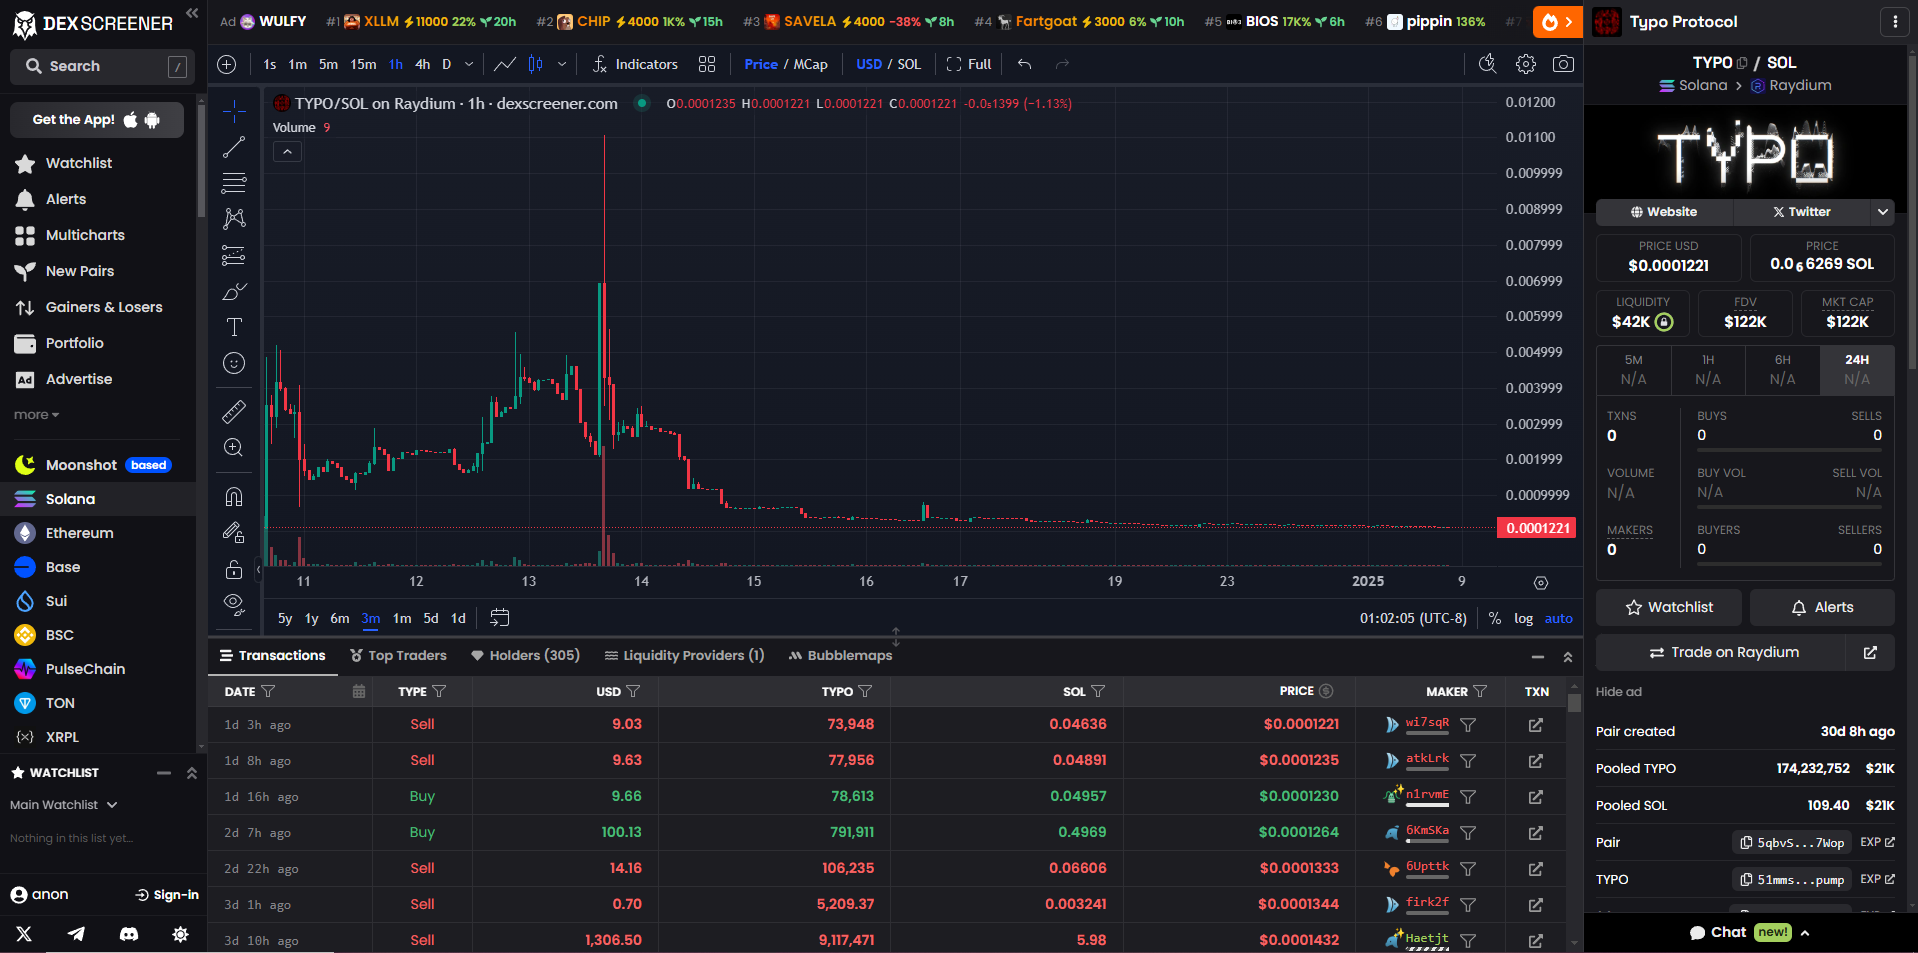 DEX SCREENER
Search /
Get the App!
Watchlist
Alerts
Multicharts
New Pairs
Gainers & Losers
Portfolio
Ad Advertise
more
Moonshot based
Solana
Ethereum
Base
Sui
BSC
PulseChain
TON
XRPL
WATCHLIST
Main Watchlist
Nothing in this list yet...
anon Sign-in
Ad WULFY #1 XLLM 11000 22% 20h #2 CHIP 4000 1K% 15h #3 SAVELA 4000 -38% 8h #4 Fartgoat 3000 6% 10h #5 BIOS 17K% 6h #6 pippin 136% #7
1s 1m 5m 15m 1h 4h D Indicators Price / MCap USD / SOL Full
TYPO/SOL on Raydium · 1h · dexscreener.com O0.0001235 H0.0001221 L0.0001221 C0.0001221 -0.0₅1399 (−1.13%)
Volume 9
0.01200
0.01100
0.009999
0.008999
0.007999
0.006999
0.005999
0.004999
0.003999
0.002999
0.001999
0.0009999
0.0001221
11 12 13 14 15 16 17 19 23 2025 9
5y 1y 6m 3m 1m 5d 1d 01:02:05 (UTC-8) % log auto
Transactions Top Traders Holders (305) Liquidity Providers (1) Bubblemaps
DATE TYPE USD TYPO SOL PRICE MAKER TXN
1d 3h ago Sell 9.03 73,948 0.04636 $0.0001221 wi7sqR
1d 8h ago Sell 9.63 77,956 0.04891 $0.0001235 atkLrk
1d 16h ago Buy 9.66 78,613 0.04957 $0.0001230 n1rvmE
2d 7h ago Buy 100.13 791,911 0.4969 $0.0001264 6KmSKa
2d 22h ago Sell 14.16 106,235 0.06606 $0.0001333 6Upttk
3d 1h ago Sell 0.70 5,209.37 0.003241 $0.0001344 firk2f
3d 10h ago Sell 1,306.50 9,117,471 5.98 $0.0001432 Haetjt
Typo Protocol
TYPO / SOL
Solana > Raydium
TYPO
Website Twitter
PRICE USD PRICE
$0.0001221 0.0₆6269 SOL
LIQUIDITY FDV MKT CAP
$42K $122K $122K
5M 1H 6H 24H
N/A N/A N/A N/A
TXNS BUYS SELLS
0 0 0
VOLUME BUY VOL SELL VOL
N/A N/A N/A
MAKERS BUYERS SELLERS
0 0 0
Watchlist Alerts
Trade on Raydium
Hide ad
Pair created 30d 8h ago
Pooled TYPO 174,232,752 $21K
Pooled SOL 109.40 $21K
Pair 5qbvS...7Wop EXP
TYPO 51mms...pump EXP
Chat new!